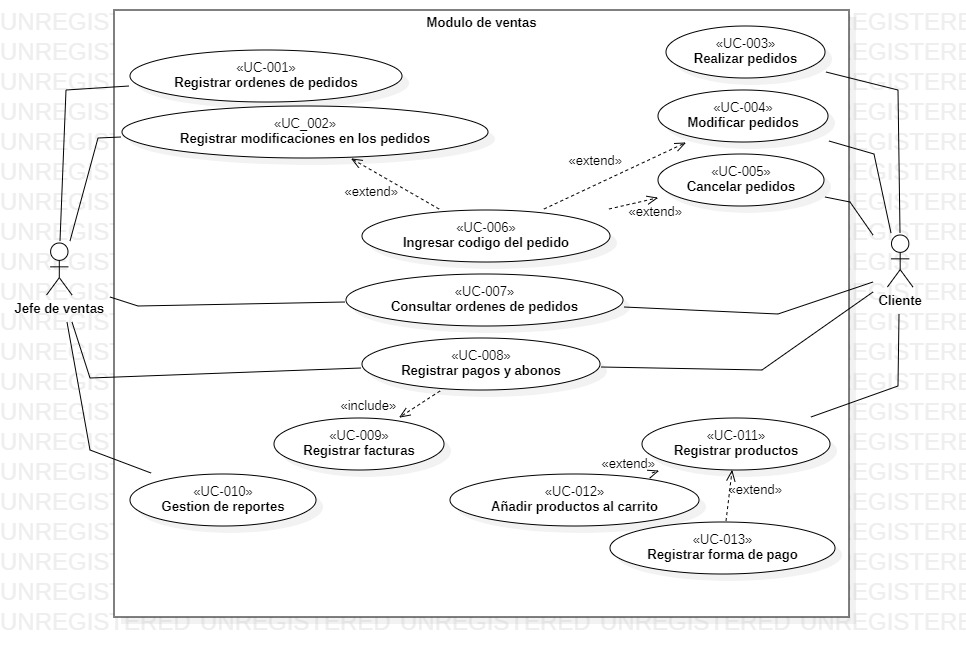 Modulo de ventas
«UC-001»
Registrar ordenes de pedidos
«UC-003»
Realizar pedidos
«UC_002»
Registrar modificaciones en los pedidos
«UC-004»
Modificar pedidos
«extend»
«extend»
«UC-005»
Cancelar pedidos
«extend»
«UC-006»
Ingresar codigo del pedido
Jefe de ventas
Cliente
«UC-007»
Consultar ordenes de pedidos
«UC-008»
Registrar pagos y abonos
«include»
«UC-009»
Registrar facturas
«UC-011»
Registrar productos
«extend»
«extend»
«UC-010»
Gestion de reportes
«UC-012»
Añadir productos al carrito
«UC-013»
Registrar forma de pago
UNREGISTERED UNREGISTERED UNREGISTERED UNREGISTERED UNREGISTERED